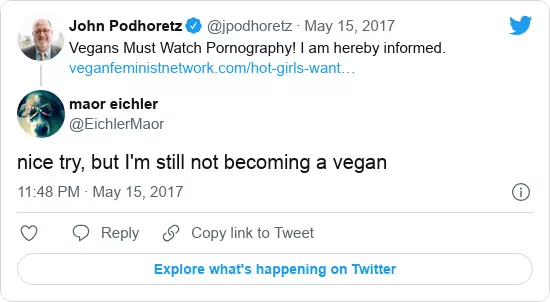 John Podhoretz @jpodhoretz · May 15, 2017
Vegans Must Watch Pornography! I am hereby informed.
veganfeministnetwork.com/hot-girls-want…
maor eichler
@EichlerMaor
nice try, but I'm still not becoming a vegan
11:48 PM · May 15, 2017
Reply
Copy link to Tweet
Explore what's happening on Twitter